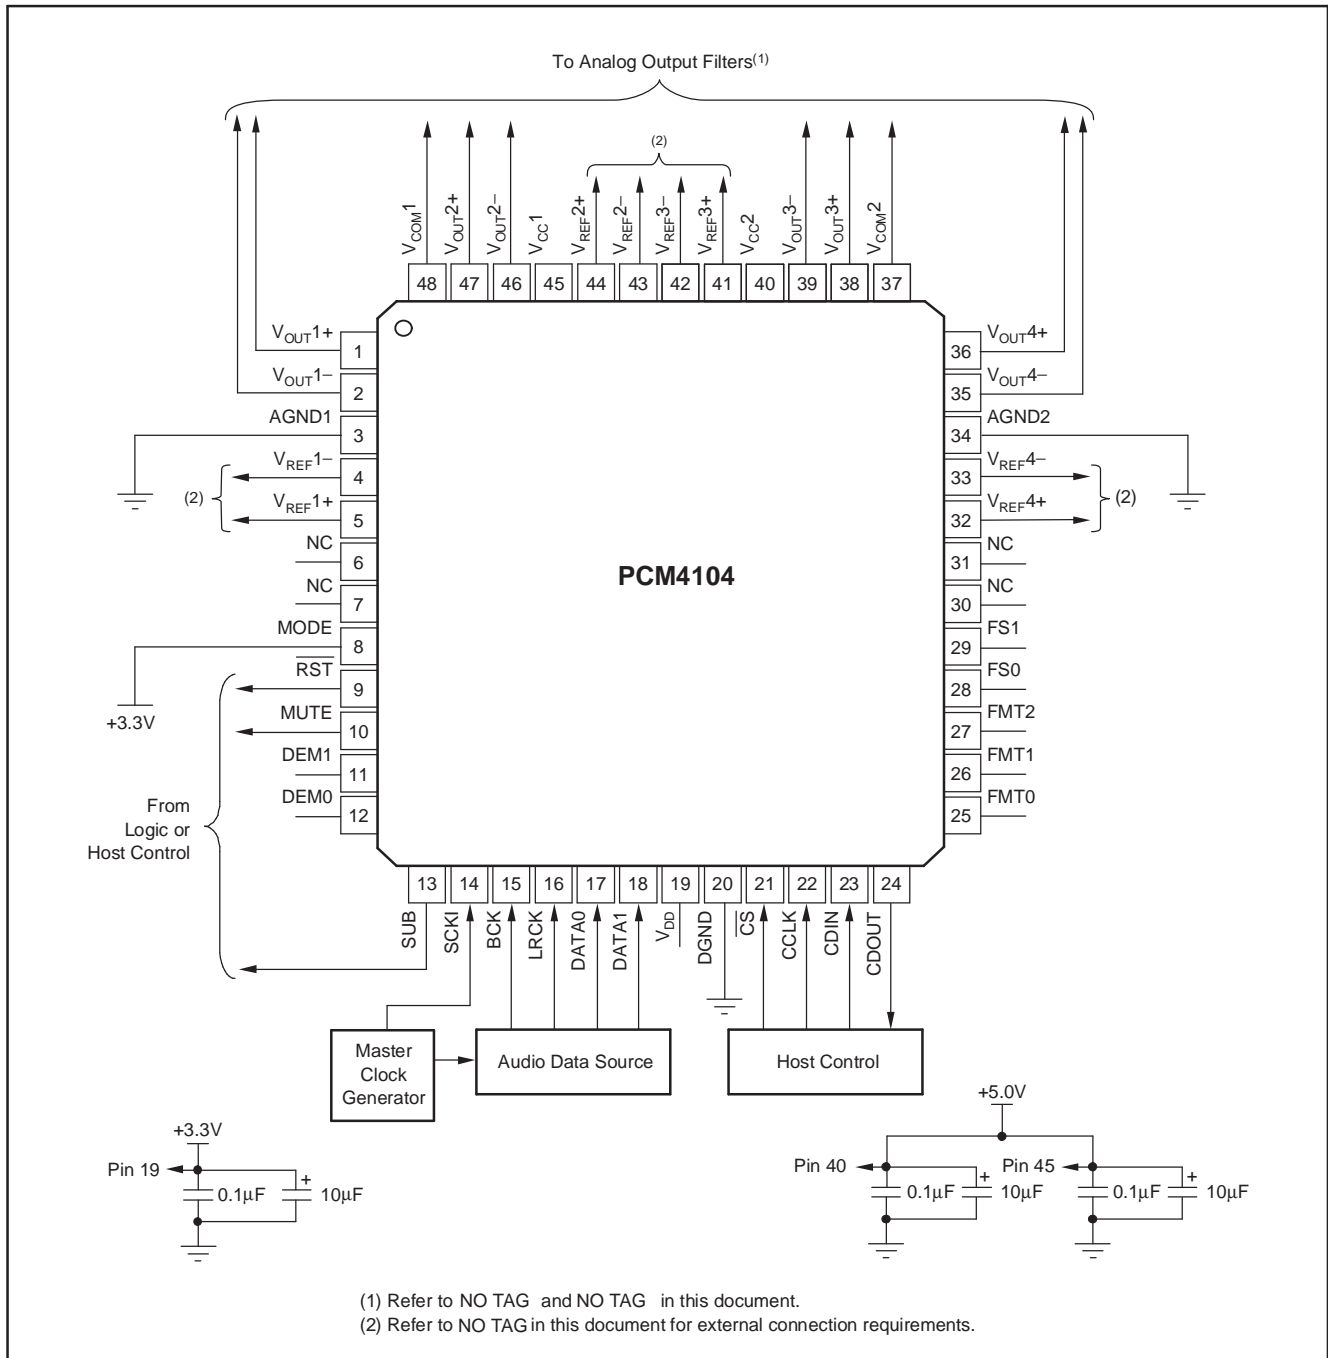 To Analog Output Filters(1)
(2)
VCOM1
VOUT2+
VOUT2−
VCC1
VREF2+
VREF2−
VREF3−
VREF3+
VCC2
VOUT3−
VOUT3+
VCOM2
48 47 46 45 44 43 42 41 40 39 38 37
VOUT1+ 1
VOUT1− 2
AGND1 3
VREF1− 4
(2)
VREF1+ 5
NC 6
NC 7
MODE 8
+3.3V
RST 9
MUTE 10
DEM1 11
DEM0 12
From
Logic or
Host Control
PCM4104
36 VOUT4+
35 VOUT4−
34 AGND2
33 VREF4−
(2)
32 VREF4+
31 NC
30 NC
29 FS1
28 FS0
27 FMT2
26 FMT1
25 FMT0
13 14 15 16 17 18 19 20 21 22 23 24
SUB
SCKI
BCK
LRCK
DATA0
DATA1
VDD
DGND
CS
CCLK
CDIN
CDOUT
Master
Clock
Generator
Audio Data Source
Host Control
+3.3V
Pin 19
0.1μF
+
10μF
+5.0V
Pin 40
0.1μF
+
10μF
Pin 45
0.1μF
+
10μF
(1) Refer to NO TAG and NO TAG in this document.
(2) Refer to NO TAG in this document for external connection requirements.